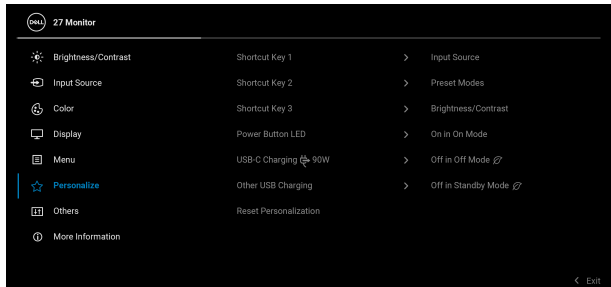 DELL 27 Monitor
Brightness/Contrast Shortcut Key 1 > Input Source
Input Source Shortcut Key 2 > Preset Modes
Color Shortcut Key 3 > Brightness/Contrast
Display Power Button LED > On in On Mode
Menu USB-C Charging 90W > Off in Off Mode
Personalize Other USB Charging > Off in Standby Mode
Others Reset Personalization
More Information
< Exit